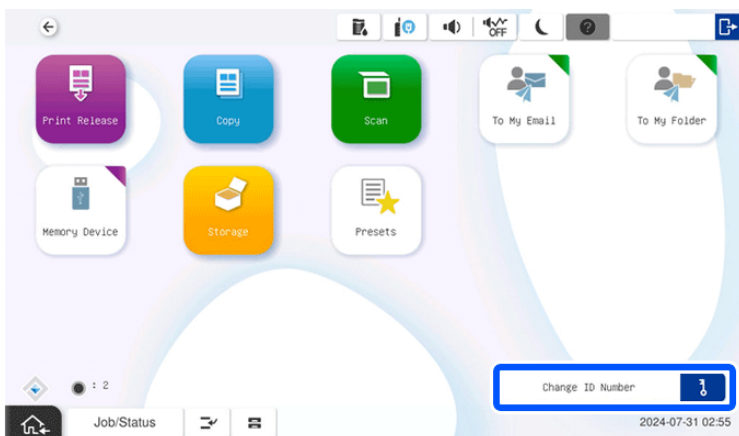 OFF
?
Print Release
Copy
Scan
To My Email
To My Folder
Memory Device
Storage
Presets
: 2
Change ID Number
Job/Status
2024-07-31 02:55